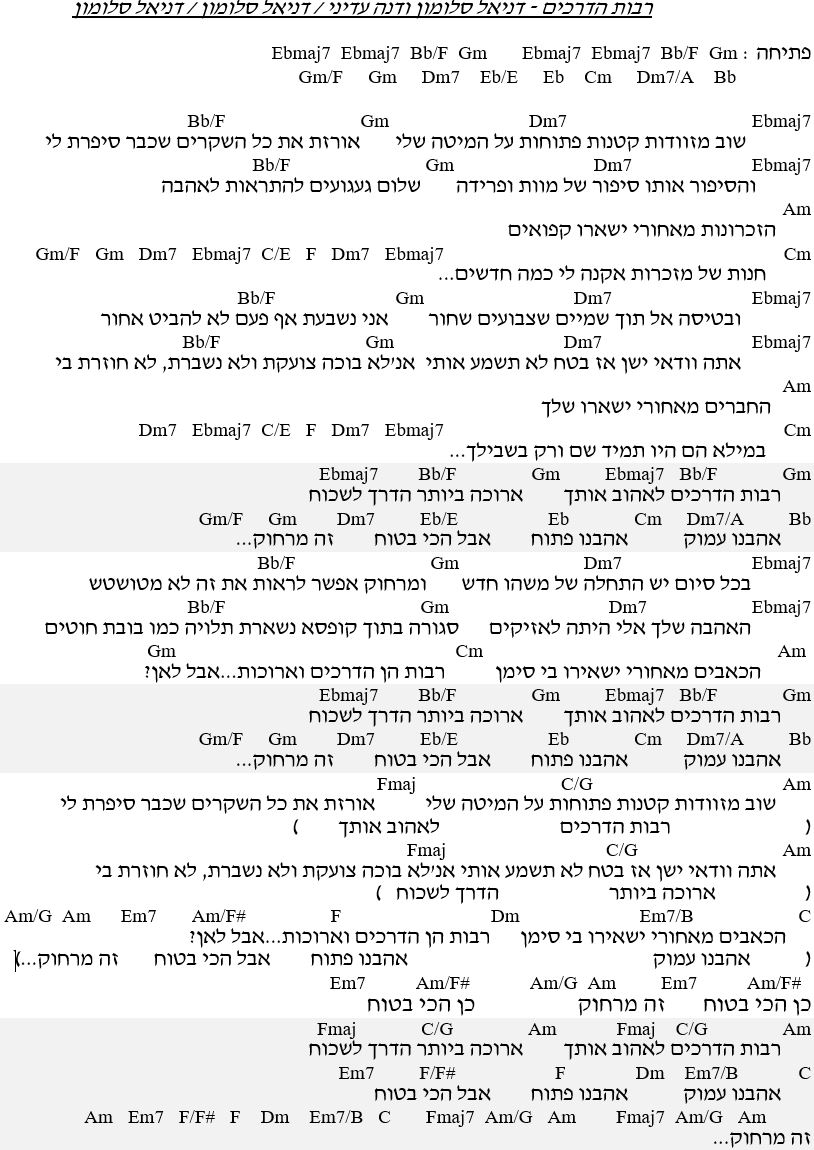 רבות הדרכים - דניאל סלומון ודנה עדיני / דניאל סלומון / דניאל סלומון
פתיחה : Ebmaj7 Ebmaj7 Bb/F Gm Ebmaj7 Ebmaj7 Bb/F Gm
Gm/F Gm Dm7 Eb/E Eb Cm Dm7/A Bb
Bb/F Gm Dm7 Ebmaj7
שוב מזוודות קטנות פתוחות על המיטה שלי אורזת את כל השקרים שכבר סיפרת לי
Bb/F Gm Dm7 Ebmaj7
והסיפור אותו סיפור של מוות ופרידה שלום געגועים להתראות לאהבה
Am
הזכרונות מאחורי ישארו קפואים
Gm/F Gm Dm7 Ebmaj7 C/E F Dm7 Ebmaj7 Cm
חנות של מזכרות אקנה לי כמה חדשים...
Bb/F Gm Dm7 Ebmaj7
ובטיסה אל תוך שמיים שצבועים שחור אני נשבעת אף פעם לא להביט אחור
Bb/F Gm Dm7 Ebmaj7
אתה וודאי ישן אז בטח לא תשמע אותי אני'לא בוכה צועקת ולא נשברת, לא חוזרת בי
Am
החברים מאחורי ישארו שלך
Dm7 Ebmaj7 C/E F Dm7 Ebmaj7 Cm
במילא הם היו תמיד שם ורק בשבילך...
Ebmaj7 Bb/F Gm Ebmaj7 Bb/F Gm
רבות הדרכים לאהוב אותך ארוכה ביותר הדרך לשכוח
Gm/F Gm Dm7 Eb/E Eb Cm Dm7/A Bb
אהבנו עמוק אהבנו פתוח אבל הכי בטוח זה מרחוק...
Bb/F Gm Dm7 Ebmaj7
בכל סיום יש התחלה של משהו חדש ומרחוק אפשר לראות את זה לא מטושטש
Bb/F Gm Dm7 Ebmaj7
האהבה שלך אלי היתה לאזיקים סגורה בתוך קופסא נשארת תלויה כמו בובת חוטים
Gm Cm Am
הכאבים מאחורי ישאירו בי סימן רבות הן הדרכים וארוכות...אבל לאן?
Ebmaj7 Bb/F Gm Ebmaj7 Bb/F Gm
רבות הדרכים לאהוב אותך ארוכה ביותר הדרך לשכוח
Gm/F Gm Dm7 Eb/E Eb Cm Dm7/A Bb
אהבנו עמוק אהבנו פתוח אבל הכי בטוח זה מרחוק...
Fmaj C/G Am
שוב מזוודות קטנות פתוחות על המיטה שלי אורזת את כל השקרים שכבר סיפרת לי
( רבות הדרכים לאהוב אותך )
Fmaj C/G Am
אתה וודאי ישן אז בטח לא תשמע אותי אני'לא בוכה צועקת ולא נשברת, לא חוזרת בי
( ארוכה ביותר הדרך לשכוח )
Am/G Am Em7 Am/F# F Dm Em7/B C
הכאבים מאחורי ישאירו בי סימן רבות הן הדרכים וארוכות...אבל לאן?
( אהבנו עמוק אהבנו פתוח אבל הכי בטוח זה מרחוק...)
Em7 Am/F# Am/G Am Em7 Am/F#
כן הכי בטוח זה מרחוק כן הכי בטוח
Fmaj C/G Am Fmaj C/G Am
רבות הדרכים לאהוב אותך ארוכה ביותר הדרך לשכוח
Em7 F/F# F Dm Em7/B C
אהבנו עמוק אהבנו פתוח אבל הכי בטוח
Am Em7 F/F# F Dm Em7/B C Fmaj7 Am/G Am Fmaj7 Am/G Am
זה מרחוק...